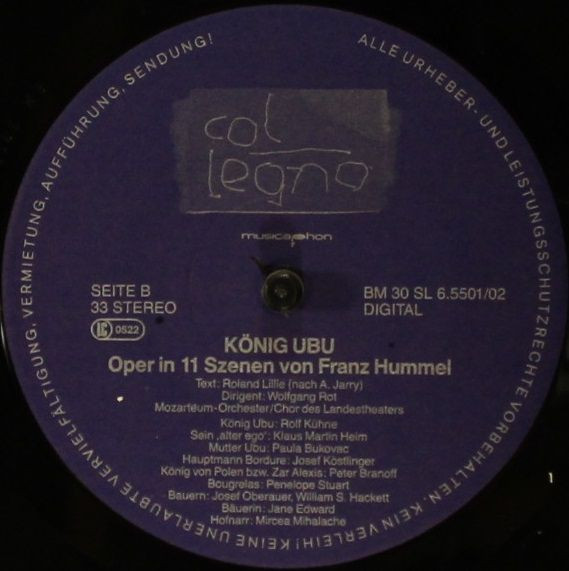 ALLE URHEBER- UND LEISTUNGSSCHUTZRECHTE VORBEHALTEN. KEIN VERLEIH! KEINE UNERLAUBTE VERVIELFÄLTIGUNG, VERMIETUNG, AUFFÜHRUNG, SENDUNG!
col
legno
musicaphon
SEITE B
33 STEREO
LC 0522
BM 30 SL 6.5501/02
DIGITAL
KÖNIG UBU
Oper in 11 Szenen von Franz Hummel
Text: Roland Lillie (nach A. Jarry)
Dirigent: Wolfgang Rot
Mozarteum-Orchester/Chor des Landestheaters
König Ubu: Rolf Kühne
Sein ‚alter ego': Klaus Martin Heim
Mutter Ubu: Paula Bukovac
Hauptmann Bordure: Josef Köstlinger
König von Polen bzw. Zar Alexis: Peter Branoff
Bougrelas: Penelope Stuart
Bauern: Josef Oberauer, William S. Hackett
Bäuerin: Jane Edward
Hofnarr: Mircea Mihalache